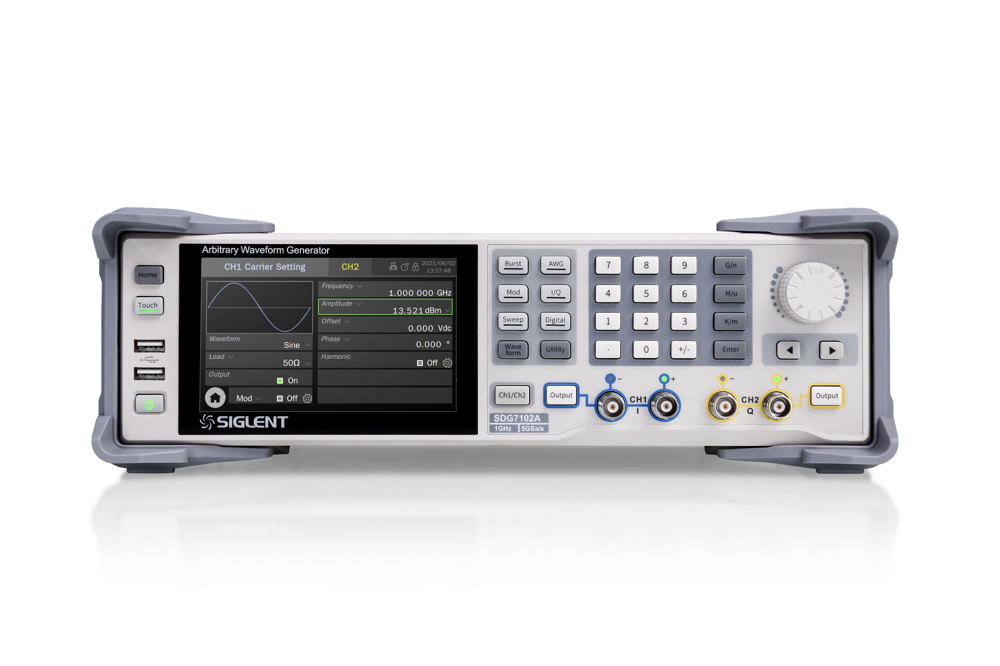 Arbitrary Waveform Generator
CH1 Carrier Setting
CH2
2021/06/02
13:57:48
Frequency
1.000 000 GHz
Amplitude
13.521 dBm
Offset
0.000 Vdc
Waveform
Sine
Phase
0.000 °
Load
50Ω
Harmonic
Off
Output
On
Mod
Off
SIGLENT
Home
Touch
Burst
AWG
Mod
I/Q
Sweep
Digital
Wave
form
Utility
7 8 9 G/n
4 5 6 M/u
1 2 3 K/m
. 0 +/- Enter
Ch1/Ch2
Output
− +
CH1
I
− +
CH2
Q
Output
SDG7102A
1GHz 5GSa/s